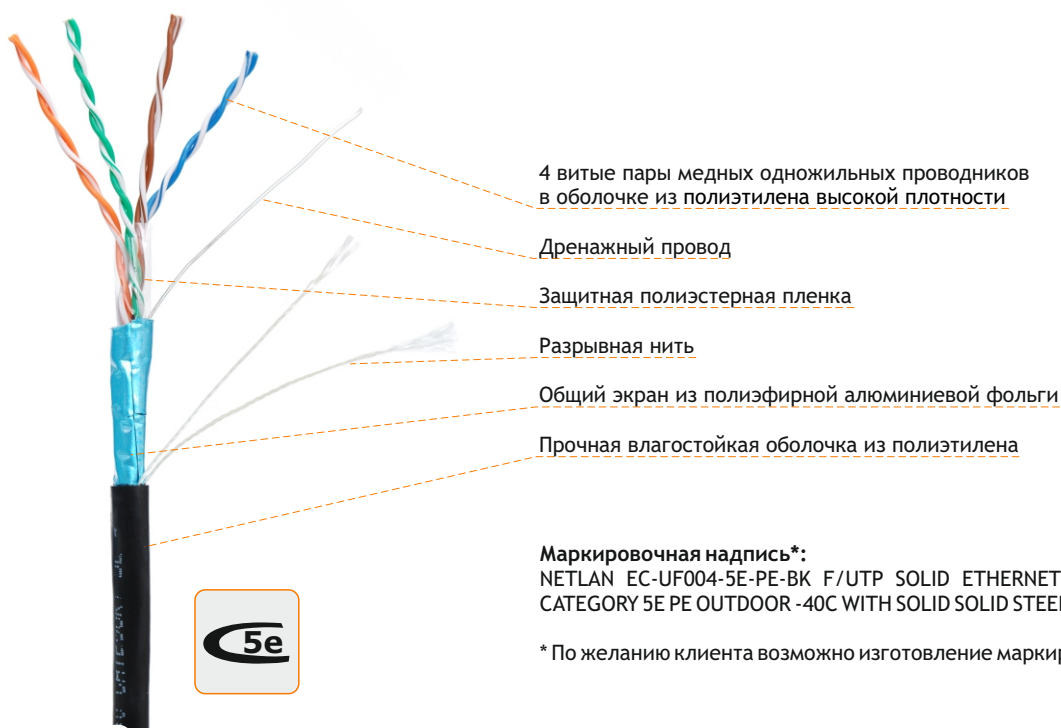 4 витые пары медных одножильных проводников
в оболочке из полиэтилена высокой плотности
Дренажный провод
Защитная полиэстерная пленка
Разрывная нить
Общий экран из полиэфирной алюминиевой фольги
Прочная влагостойкая оболочка из полиэтилена
Маркировочная надпись*:
NETLAN EC-UF004-5E-PE-BK F/UTP SOLID ETHERNET
CATEGORY 5E PE OUTDOOR -40C WITH SOLID SOLID STEEL
* По желанию клиента возможно изготовление
5e